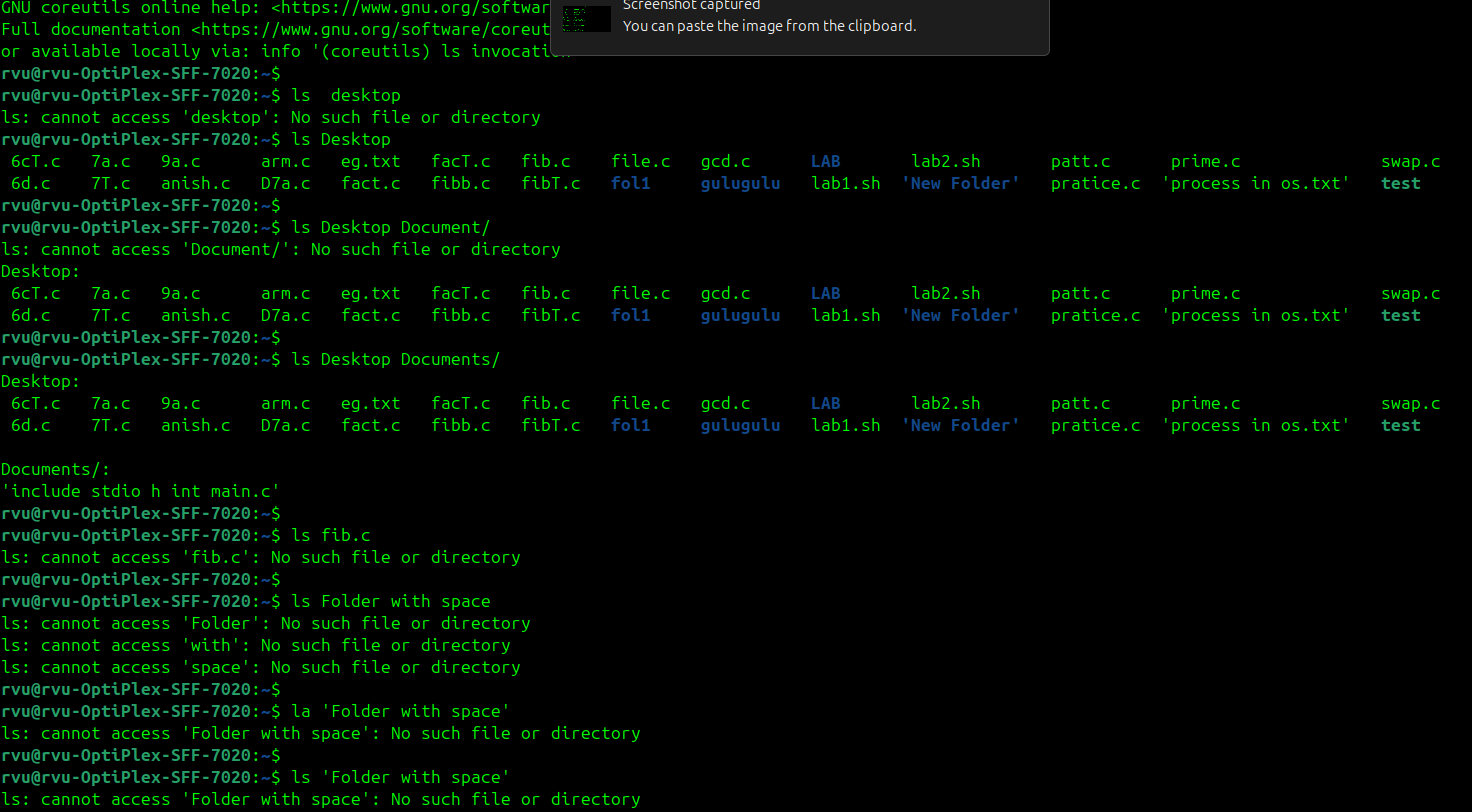 GNU coreutils online help: <https://www.gnu.org/softwar
Screenshot captured
Full documentation <https://www.gnu.org/software/coreut
You can paste the image from the clipboard.
or available locally via: info '(coreutils) ls invocation
rvu@rvu-OptiPlex-SFF-7020:~$
rvu@rvu-OptiPlex-SFF-7020:~$ ls  desktop
ls: cannot access 'desktop': No such file or directory
rvu@rvu-OptiPlex-SFF-7020:~$ ls Desktop
 6cT.c   7a.c   9a.c      arm.c   eg.txt   facT.c   fib.c    file.c   gcd.c      LAB       lab2.sh       patt.c      prime.c              swap.c
 6d.c    7T.c   anish.c   D7a.c   fact.c   fibb.c   fibT.c   fol1     gulugulu   lab1.sh  'New Folder'   pratice.c  'process in os.txt'   test
rvu@rvu-OptiPlex-SFF-7020:~$
rvu@rvu-OptiPlex-SFF-7020:~$ ls Desktop Document/
ls: cannot access 'Document/': No such file or directory
Desktop:
 6cT.c   7a.c   9a.c      arm.c   eg.txt   facT.c   fib.c    file.c   gcd.c      LAB       lab2.sh       patt.c      prime.c              swap.c
 6d.c    7T.c   anish.c   D7a.c   fact.c   fibb.c   fibT.c   fol1     gulugulu   lab1.sh  'New Folder'   pratice.c  'process in os.txt'   test
rvu@rvu-OptiPlex-SFF-7020:~$
rvu@rvu-OptiPlex-SFF-7020:~$ ls Desktop Documents/
Desktop:
 6cT.c   7a.c   9a.c      arm.c   eg.txt   facT.c   fib.c    file.c   gcd.c      LAB       lab2.sh       patt.c      prime.c              swap.c
 6d.c    7T.c   anish.c   D7a.c   fact.c   fibb.c   fibT.c   fol1     gulugulu   lab1.sh  'New Folder'   pratice.c  'process in os.txt'   test
Documents/:
'include stdio h int main.c'
rvu@rvu-OptiPlex-SFF-7020:~$
rvu@rvu-OptiPlex-SFF-7020:~$ ls fib.c
ls: cannot access 'fib.c': No such file or directory
rvu@rvu-OptiPlex-SFF-7020:~$
rvu@rvu-OptiPlex-SFF-7020:~$ ls Folder with space
ls: cannot access 'Folder': No such file or directory
ls: cannot access 'with': No such file or directory
ls: cannot access 'space': No such file or directory
rvu@rvu-OptiPlex-SFF-7020:~$
rvu@rvu-OptiPlex-SFF-7020:~$ la 'Folder with space'
ls: cannot access 'Folder with space': No such file or directory
rvu@rvu-OptiPlex-SFF-7020:~$
rvu@rvu-OptiPlex-SFF-7020:~$ ls 'Folder with space'
ls: cannot access 'Folder with space': No such file or directory